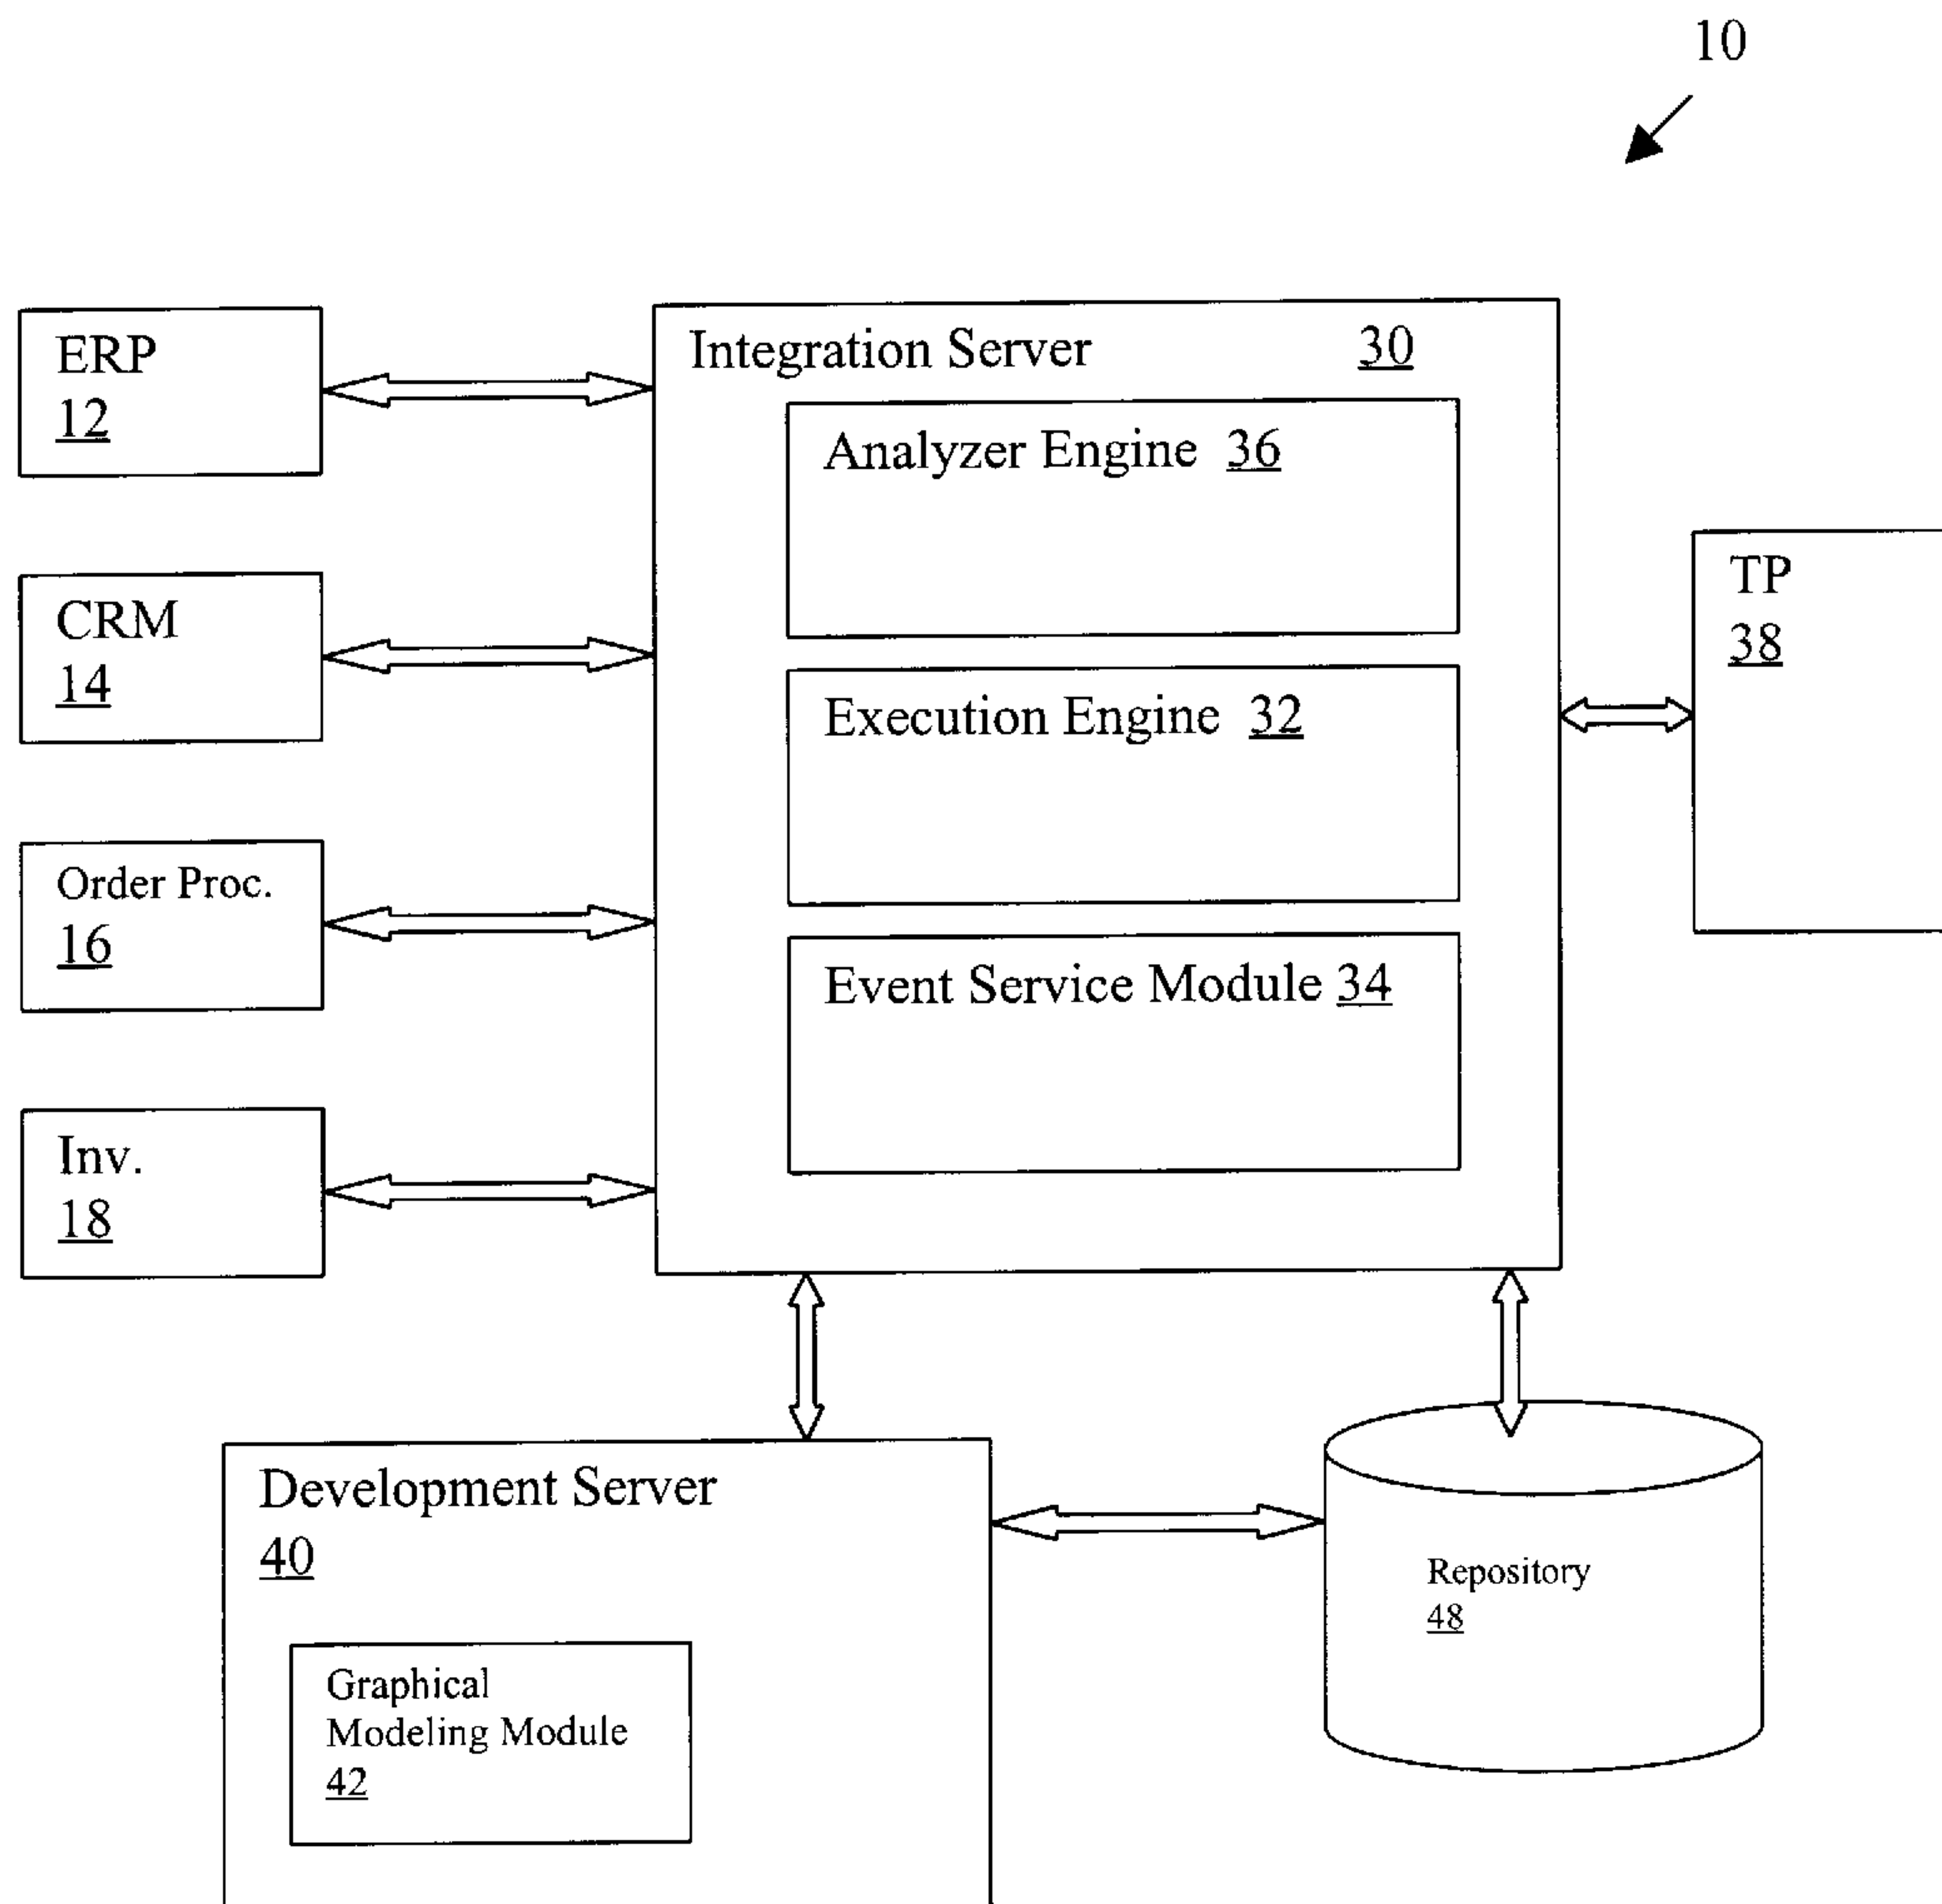 10
ERP
12
Integration Server 30
Analyzer Engine 36
CRM
14
TP
38
Execution Engine 32
Order Proc.
16
Event Service Module 34
Inv.
18
Development Server
40
Repository
48
Graphical
Modeling Module
42